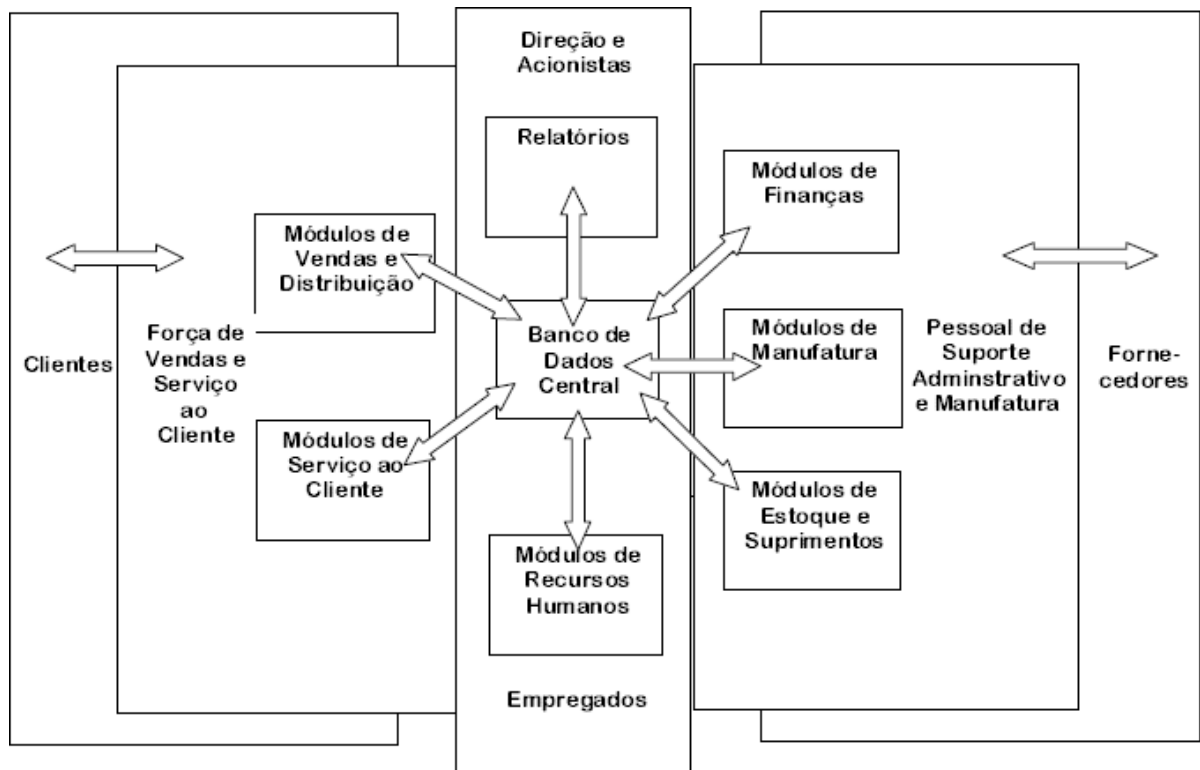 Direção e
Acionistas
Relatórios
Módulos de
Finanças
Módulos de
Vendas e
Distribuição
Banco de
Dados
Central
Módulos de
Manufatura
Força de
Vendas e
Serviço
ao
Cliente
Clientes
Pessoal de
Suporte
Adminstrativo
e Manufatura
Forne-
cedores
Módulos de
Serviço ao
Cliente
Módulos de
Estoque e
Suprimentos
Módulos de
Recursos
Humanos
Empregados